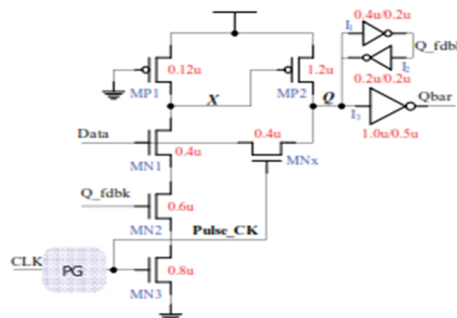 0.4u/0.2u
I₁
Q_fdbk
I₂
0.2u/0.2u
0.12u
1.2u
MP1
X
MP2
Q
Qbar
I₃
1.0u/0.5u
Data
0.4u
0.4u
MN1
MNx
Q_fdbk
0.6u
MN2
Pulse_CK
CLK
PG
0.8u
MN3